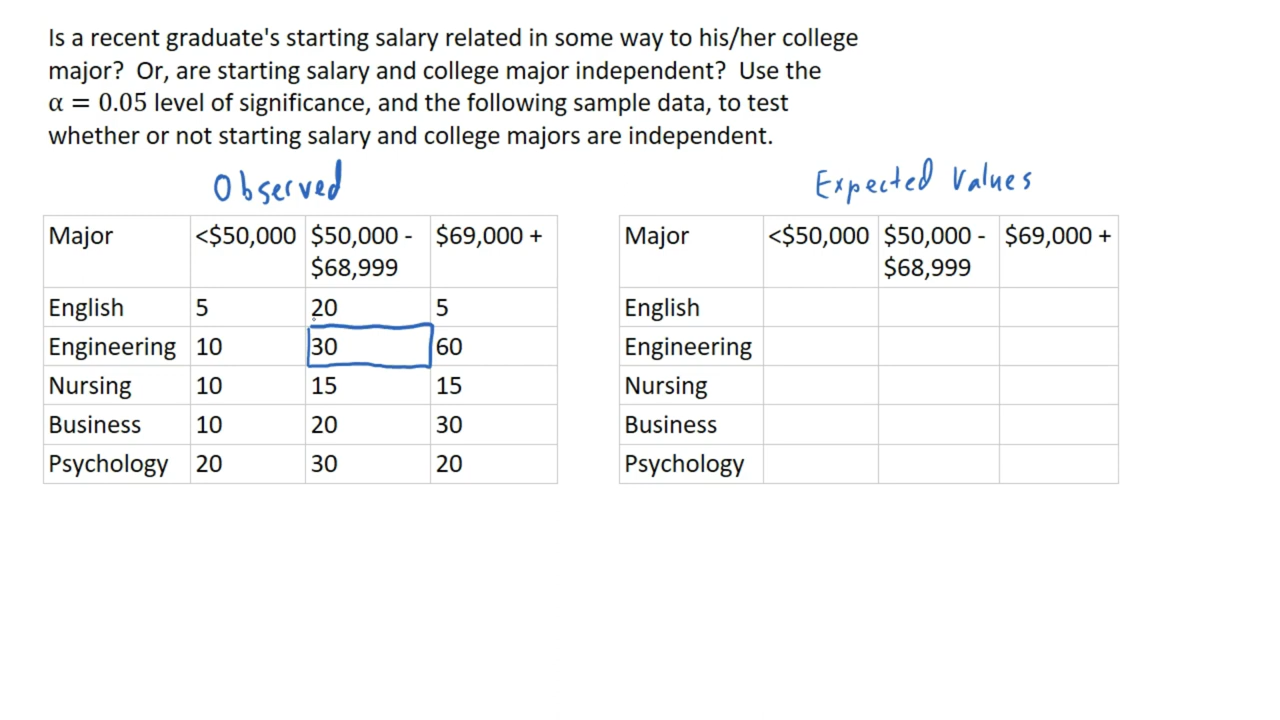 Is a recent graduate's starting salary related in some way to his/her college
major?  Or, are starting salary and college major independent?  Use the
α = 0.05 level of significance, and the following sample data, to test
whether or not starting salary and college majors are independent.
Observed
Expected Values
Major <$50,000 $50,000 - $69,000 +
$68,999
English 5 20 5
Engineering 10 30 60
Nursing 10 15 15
Business 10 20 30
Psychology 20 30 20
Major <$50,000 $50,000 - $69,000 +
$68,999
English
Engineering
Nursing
Business
Psychology